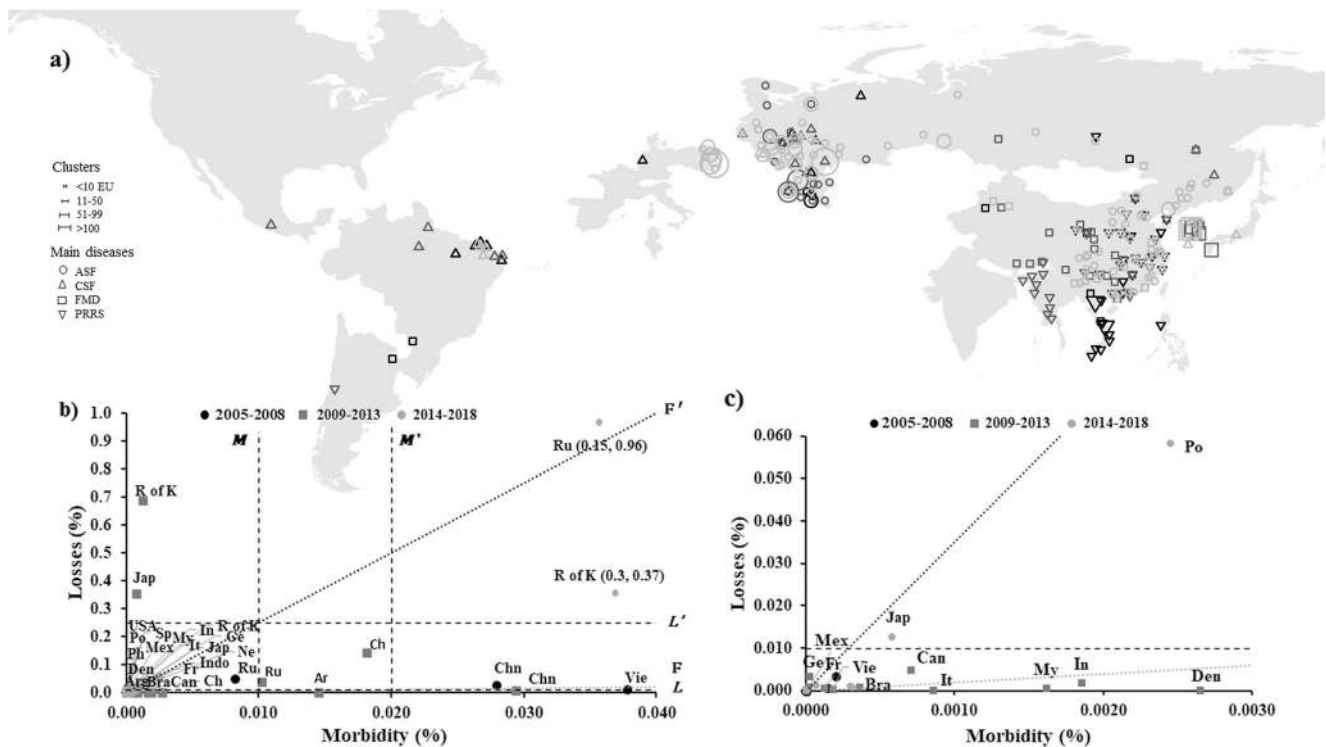 a)
Clusters
<10 EU
11-50
51-99
>100
Main diseases
ASF
CSF
FMD
PRRS
b)
2005-2008
2009-2013
2014-2018
F'
M
M'
Ru (0.15, 0.96)
R of K
Jap
R of K (0.3, 0.37)
L'
USA
In
R of K
Po
Sp
My
Ge
Mex
It
Jap
Ne
Ph
Indo
Den
Fr
Ru
Arg
Bra
Can
Ch
Ru
Ch
Ar
Chn
Chn
Vie
F
L
1.0
0.9
0.8
0.7
0.6
0.5
0.4
0.3
0.2
0.1
0.0
Losses (%)
0.000
0.010
0.020
0.030
0.040
Morbidity (%)
c)
2005-2008
2009-2013
2014-2018
0.060
0.050
0.040
0.030
0.020
0.010
0.000
Losses (%)
Po
Jap
Mex
Ge
Fr
Vie
Can
Bra
It
My
In
Den
0.0000
0.0010
0.0020
0.0030
Morbidity (%)